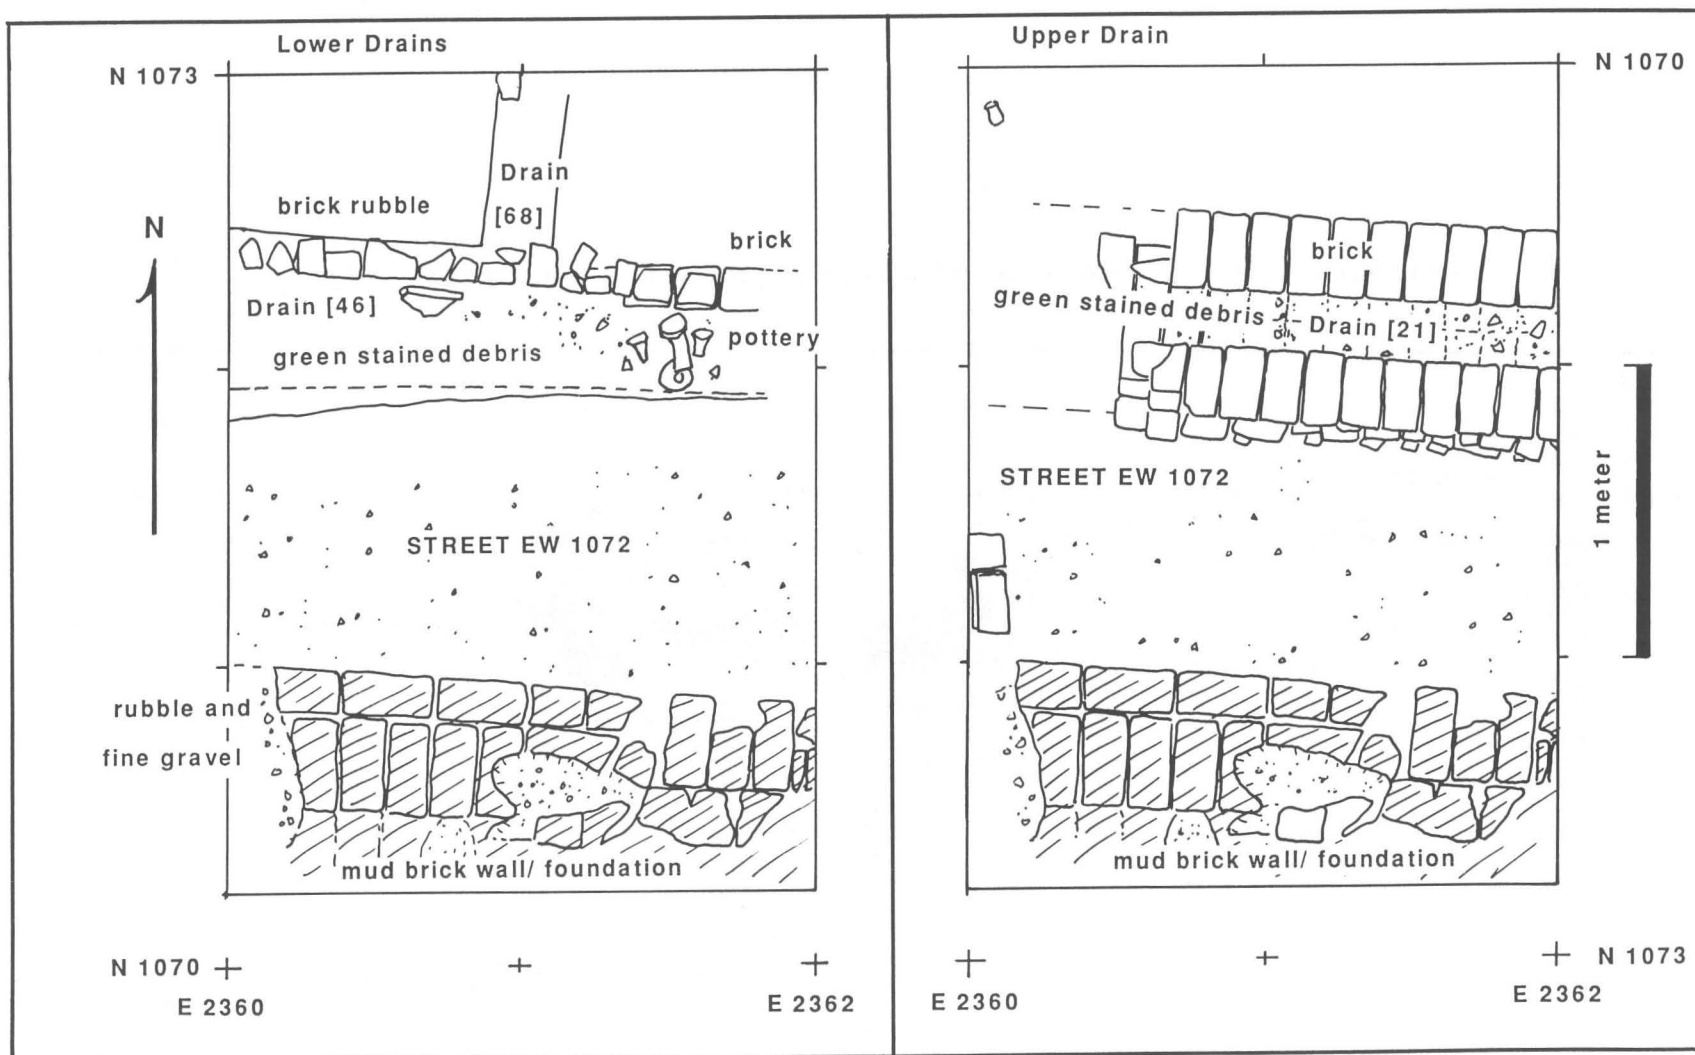 Lower Drains
N 1073
Drain
[68]
brick rubble
N
brick
Drain [46]
pottery
green stained debris
STREET EW 1072
rubble and
fine gravel
mud brick wall/ foundation
N 1070
E 2360
E 2362
Upper Drain
N 1070
brick
green stained debris
Drain [21]
STREET EW 1072
1 meter
mud brick wall/ foundation
N 1073
E 2360
E 2362